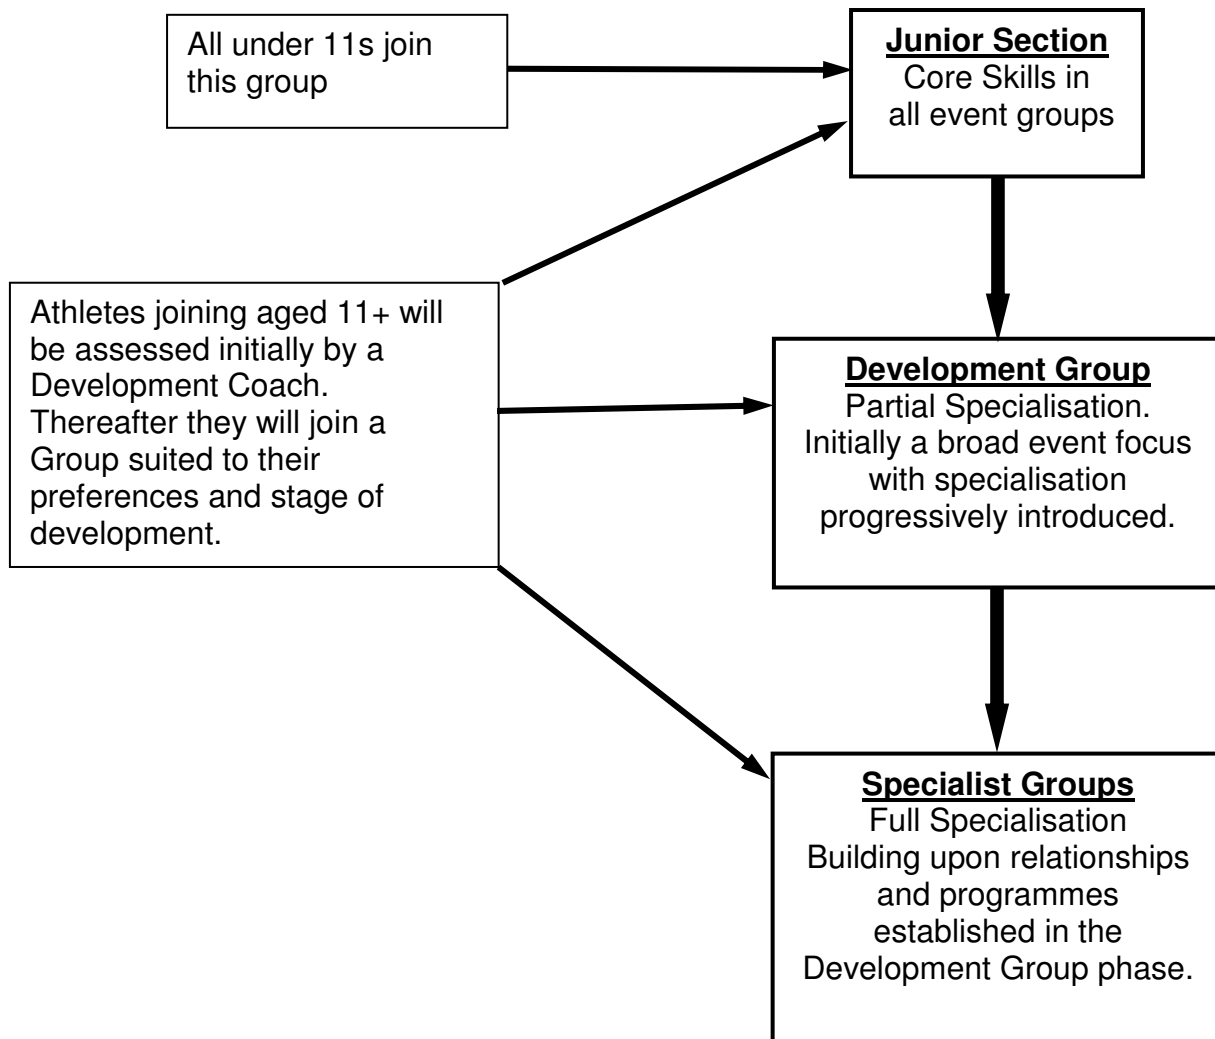 All under 11s join
this group
Junior Section
Core Skills in
all event groups
Athletes joining aged 11+ will
be assessed initially by a
Development Coach.
Thereafter they will join a
Group suited to their
preferences and stage of
development.
Development Group
Partial Specialisation.
Initially a broad event focus
with specialisation
progressively introduced.
Specialist Groups
Full Specialisation
Building upon relationships
and programmes
established in the
Development Group phase.